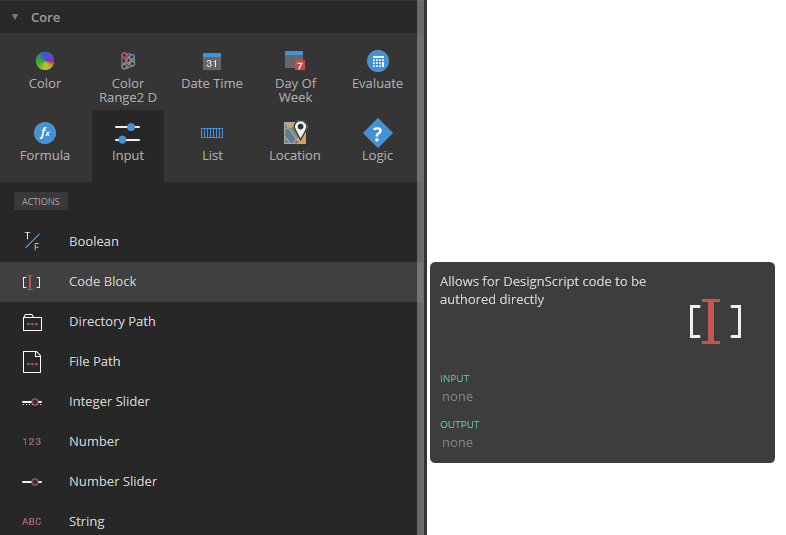 Core
Color
Color Range2 D
Date Time
Day Of Week
Evaluate
Formula
Input
List
Location
Logic
31
7
fx
?
ACTIONS
T/F Boolean
[I] Code Block
Directory Path
File Path
Integer Slider
123 Number
Number Slider
ABC String
Allows for DesignScript code to be
authored directly
[I]
INPUT
none
OUTPUT
none